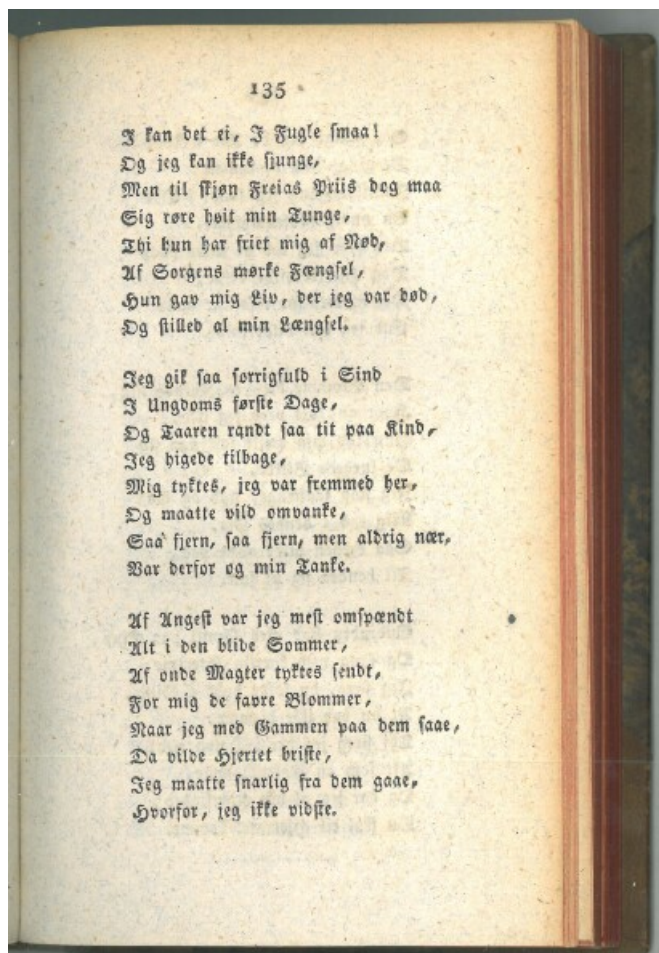 135
I kan det ei, I Fugle smaa!
Og jeg kan ikke sjunge,
Men til skjøn Freias Priis dog maa
Sig røre høit min Tunge,
Thi hun har friet mig af Nød,
Af Sorgens mørke Fængsel,
Hun gav mig Liv, der jeg var død,
Og stilled al min Længsel.
Jeg gik saa sorrigfuld i Sind
I Ungdoms første Dage,
Og Taaren randt saa tit paa Kind,
Jeg higede tilbage,
Mig tyktes, jeg var fremmed her,
Og maatte vild omvanke,
Saa fjern, saa fjern, men aldrig nær,
Var derfor og min Tanke.
Af Angest var jeg mest omspændt
Alt i den blide Sommer,
Af onde Magter tyktes sendt,
For mig de favre Blommer,
Naar jeg med Gammen paa dem saae,
Da vilde Hjertet briste,
Jeg maatte snarlig fra dem gaae,
Hvorfor, jeg ikke vidste.